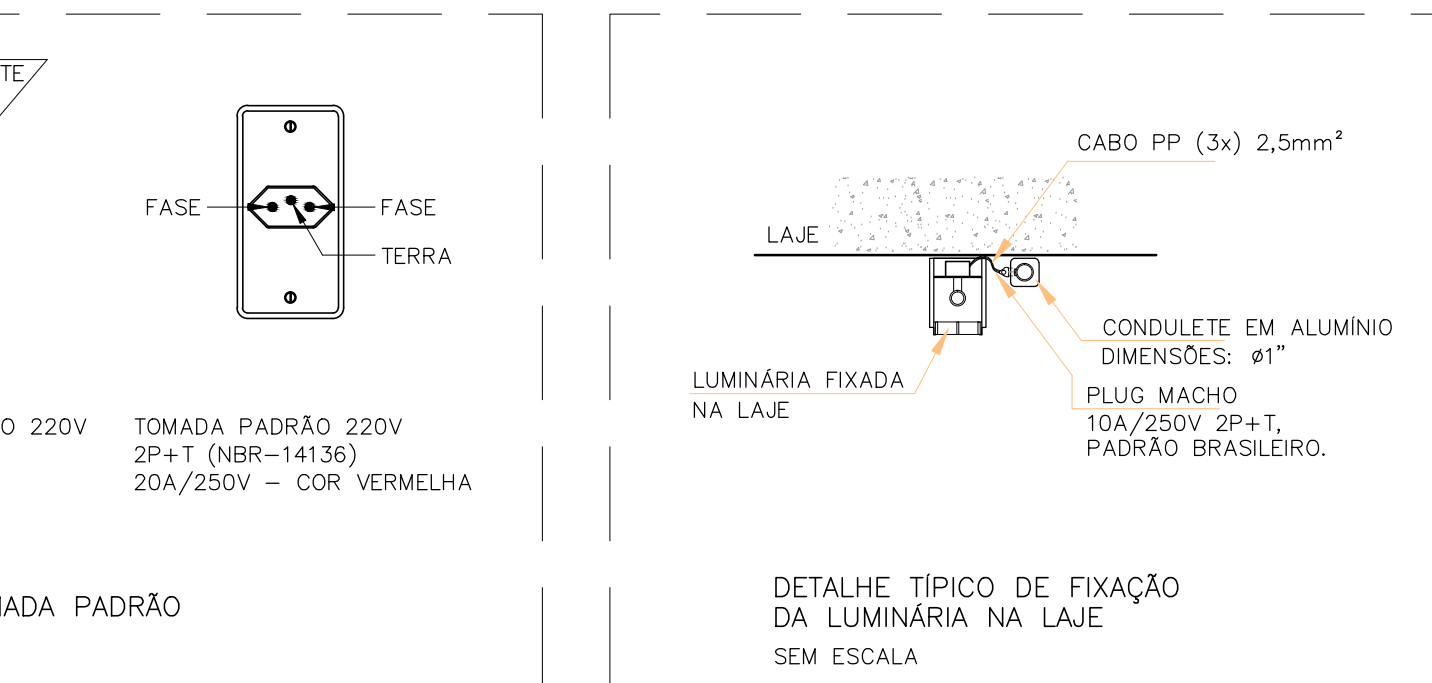 TE
FASE
FASE
TERRA
O 220V
TOMADA PADRÃO 220V
2P+T (NBR-14136)
20A/250V - COR VERMELHA
ADA PADRÃO
CABO PP (3x) 2,5mm²
LAJE
CONDULETE EM ALUMÍNIO
DIMENSÕES: ø1”
LUMINÁRIA FIXADA
NA LAJE
PLUG MACHO
10A/250V 2P+T,
PADRÃO BRASILEIRO.
DETALHE TÍPICO DE FIXAÇÃO
DA LUMINÁRIA NA LAJE
SEM ESCALA